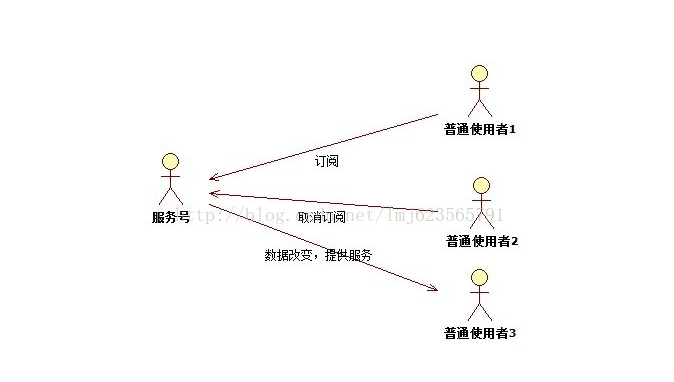 普通使用者1
订阅
服务号
取消订阅
http://blog.csdn.net/lmj623565791
普通使用者2
数据改变，提供服务
普通使用者3